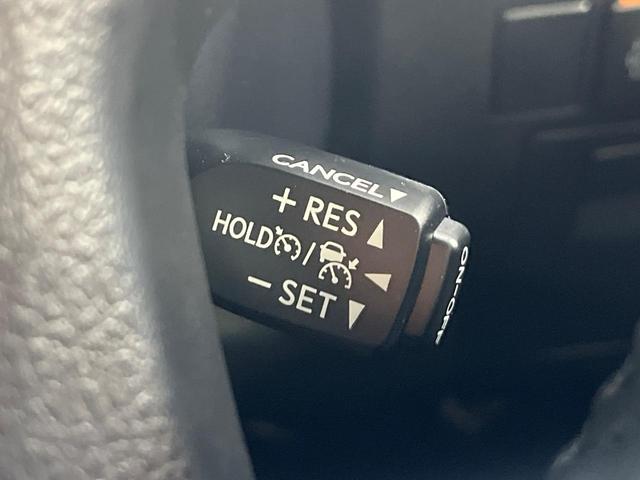 CANCEL
+ RES
HOLD /
- SET
ON-OFF